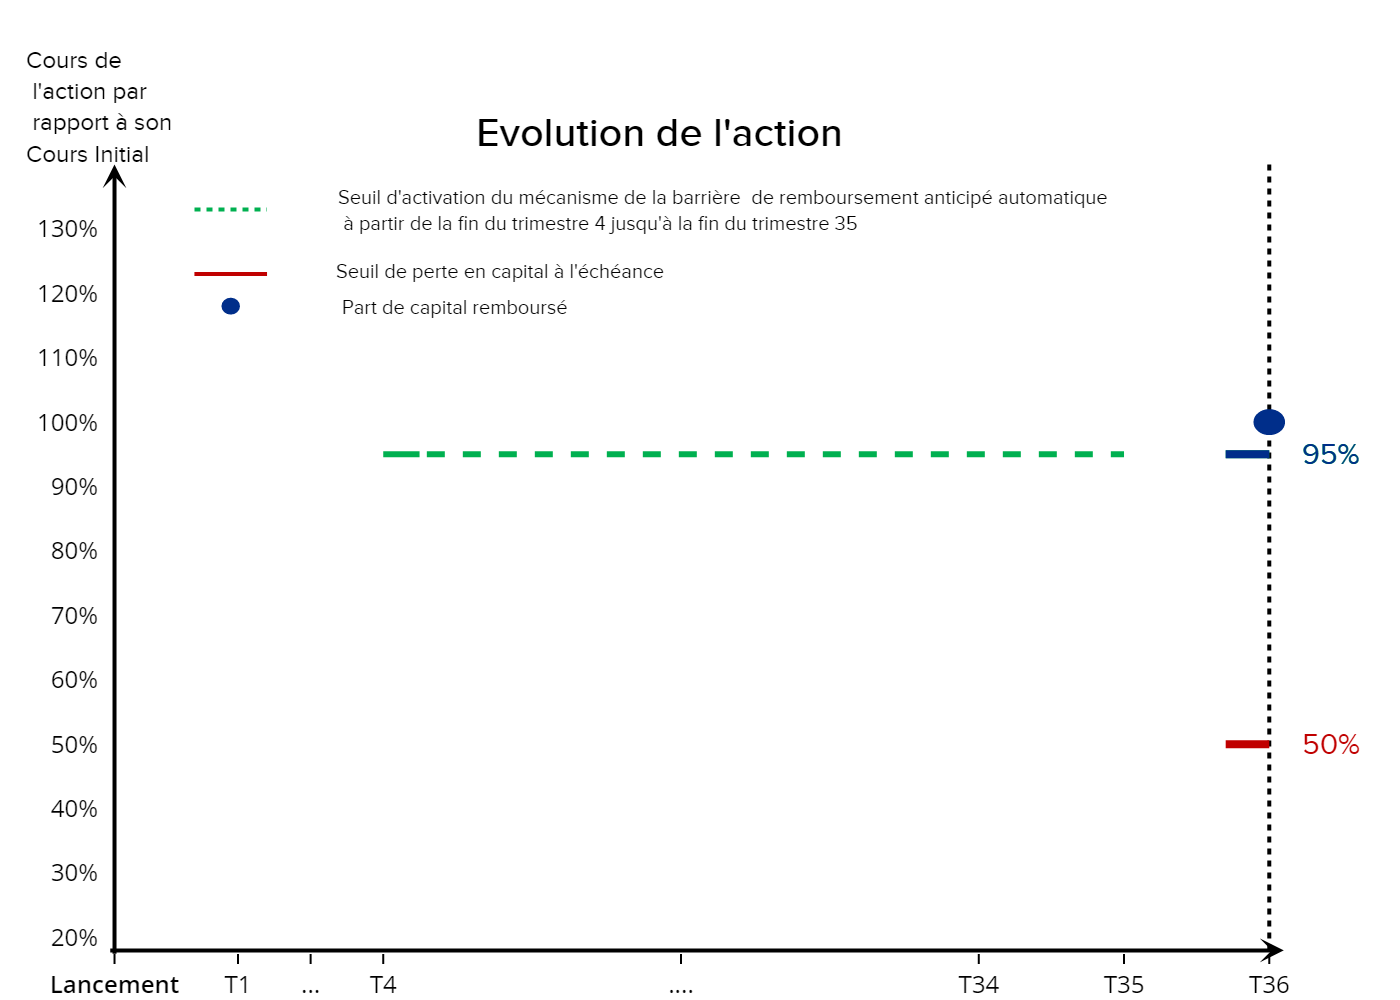 Cours de
l'action par
rapport à son
Cours Initial
Evolution de l'action
Seuil d'activation du mécanisme de la barrière de remboursement anticipé automatique
à partir de la fin du trimestre 4 jusqu'à la fin du trimestre 35
Seuil de perte en capital à l'échéance
Part de capital remboursé
130%
120%
110%
100%
95%
90%
80%
70%
60%
50%
50%
40%
30%
20%
Lancement T1 ... T4 .... T34 T35 T36